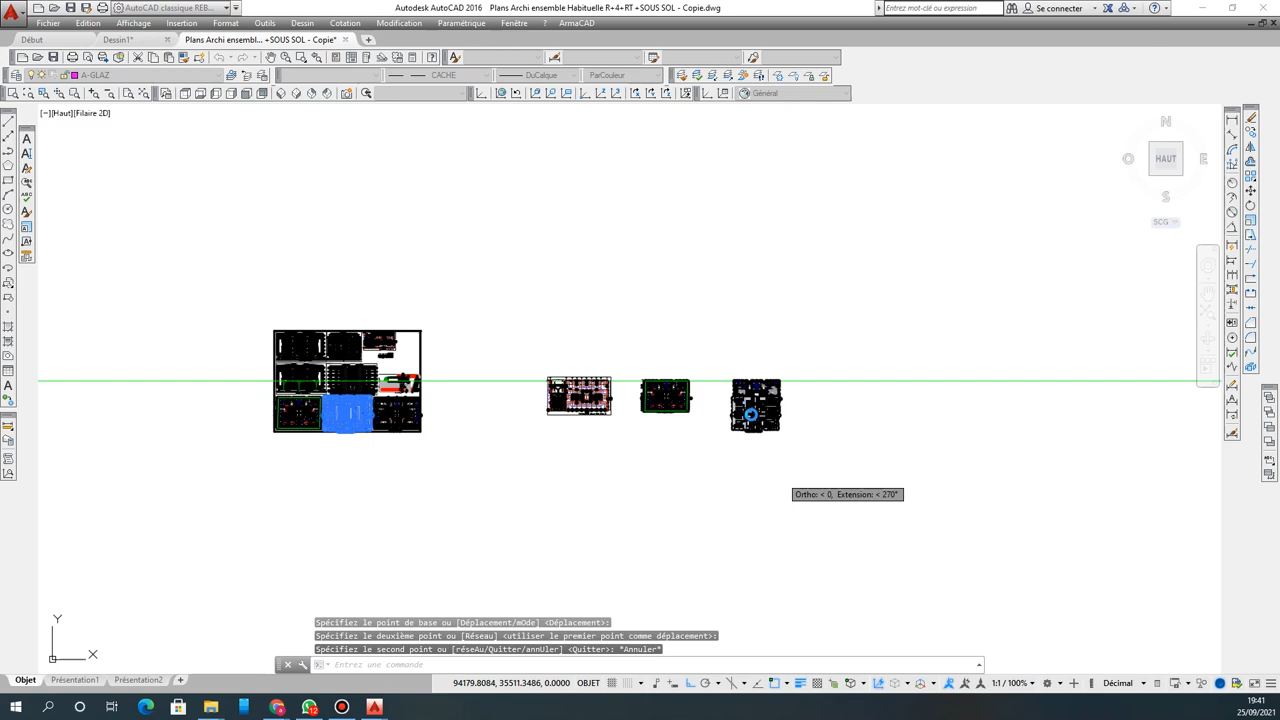 AutoCAD classique REB...
Autodesk AutoCAD 2016 Plans Archi ensemble Habituelle R+4+RT +SOUS SOL - Copie.dwg
Entrez mot-clé ou expression
Se connecter
Fichier Edition Affichage Insertion Format Outils Dessin Cotation Modification Paramétrique Fenêtre ? ArmaCAD
Début Dessin1* Plans Archi ensembl... +SOUS SOL - Copie*
A-GLAZ CACHE DuCalque ParCouleur
Général
[−][Haut][Filaire 2D]
N
O HAUT E
S
SCG
Ortho: < 0, Extension: < 270°
Y
X
Spécifiez le point de base ou [Déplacement/mOde] <Déplacement>:
Spécifiez le deuxième point ou [Réseau] <utiliser le premier point comme déplacement>:
Spécifiez le second point ou [réseAu/Quitter/annUler] <Quitter>: *Annuler*
Entrez une commande
Objet Présentation1 Présentation2
94179.8084, 35511.3486, 0.0000 OBJET 1:1 / 100% Décimal
12
19:41
25/09/2021